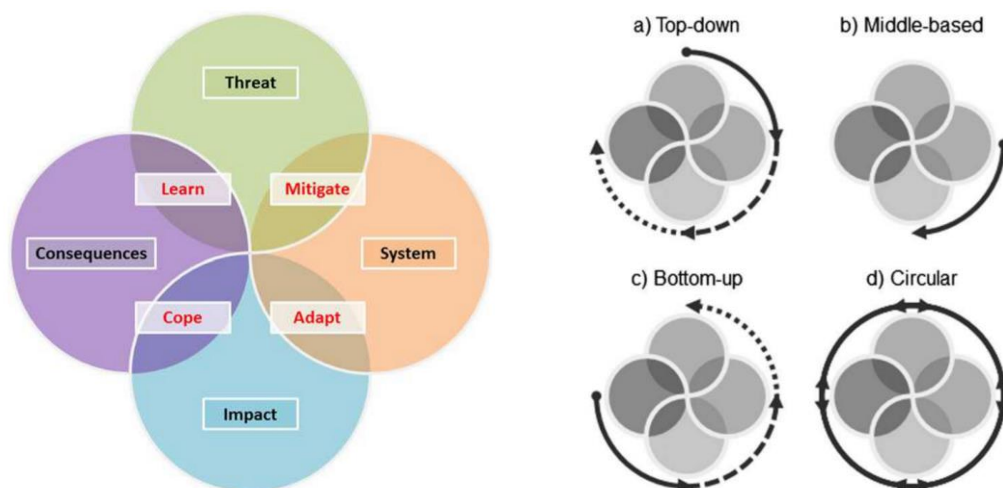 Threat
Learn
Mitigate
Consequences
System
Cope
Adapt
Impact
a) Top-down
b) Middle-based
c) Bottom-up
d) Circular